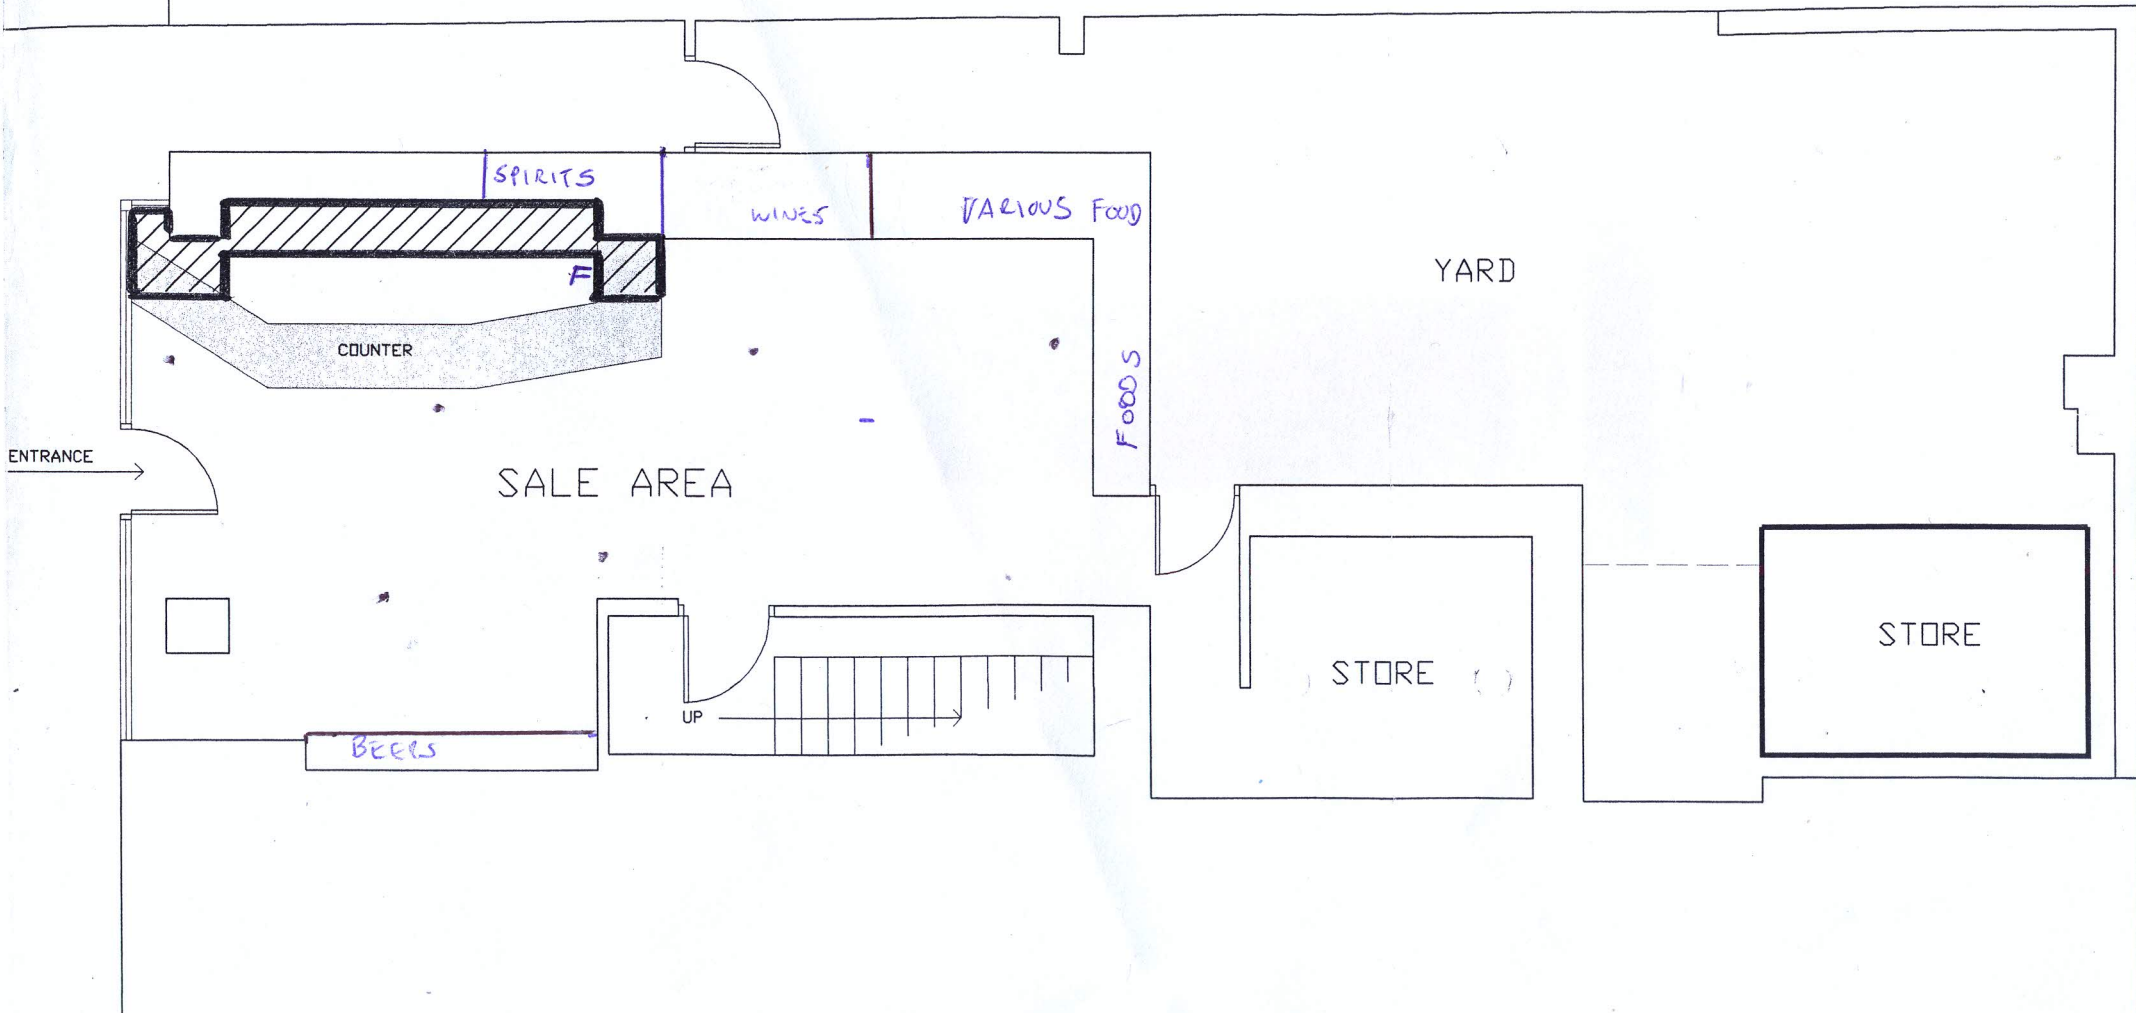 SPIRITS
WINES
VARIOUS FOOD
YARD
F
COUNTER
FOODS
ENTRANCE
SALE AREA
STORE
STORE
UP
BEERS